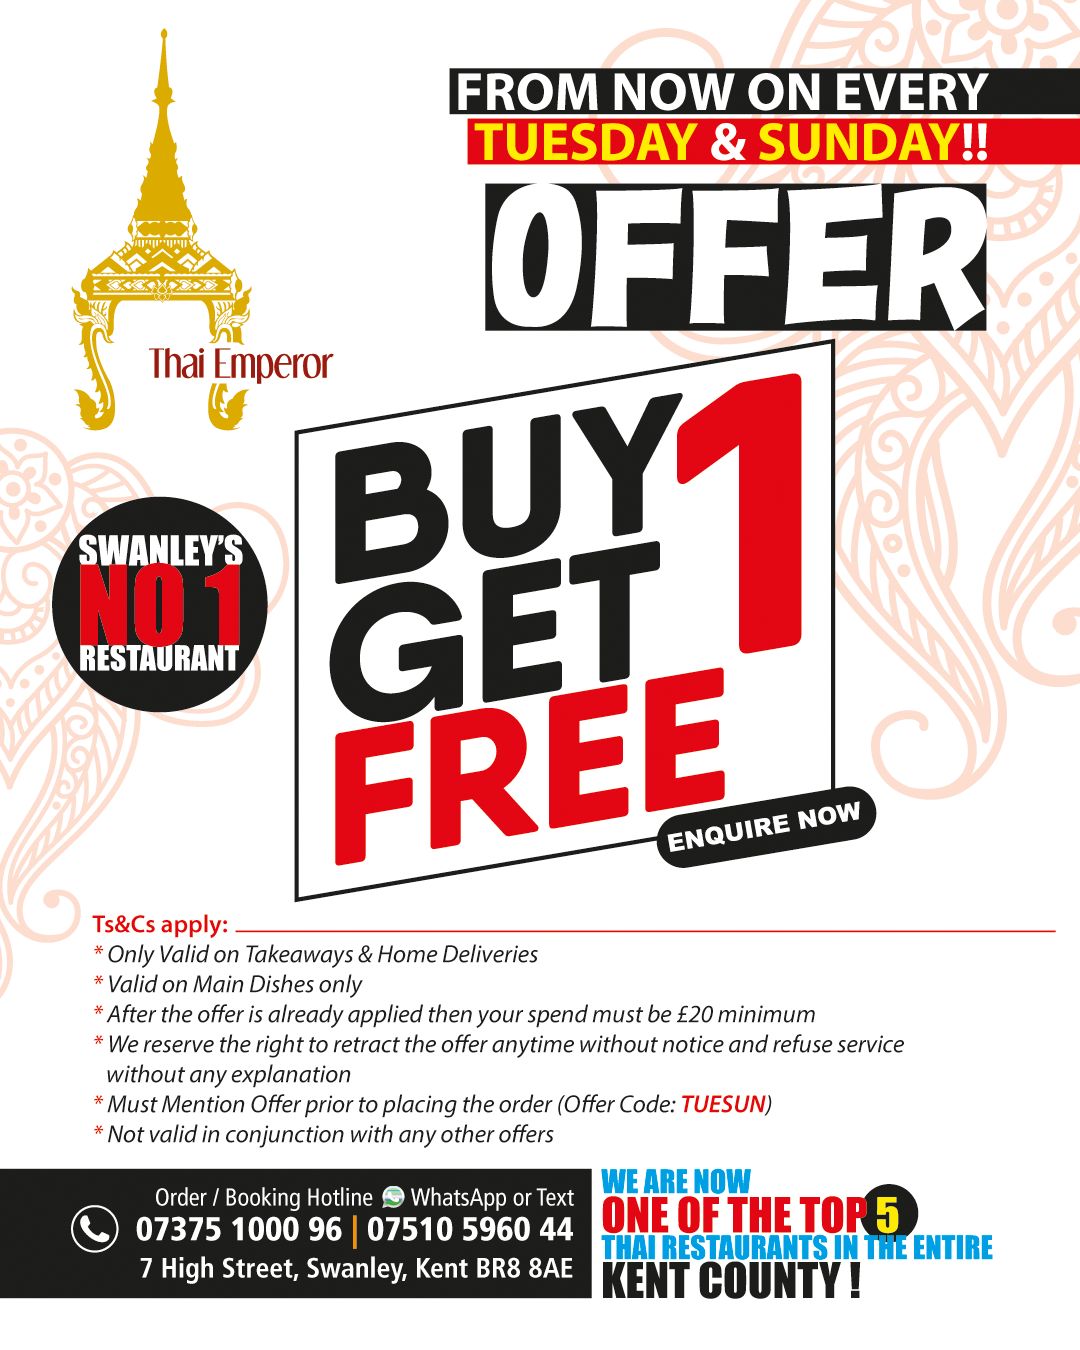 FROM NOW ON EVERY
TUESDAY & SUNDAY!!
OFFER
Thai Emperor
BUY 1
GET
FREE
ENQUIRE NOW
SWANLEY'S
NO 1
RESTAURANT
Ts&Cs apply:
* Only Valid on Takeaways & Home Deliveries
* Valid on Main Dishes only
* After the offer is already applied then your spend must be £20 minimum
* We reserve the right to retract the offer anytime without notice and refuse service
without any explanation
* Must Mention Offer prior to placing the order (Offer Code: TUESUN)
* Not valid in conjunction with any other offers
Order / Booking Hotline WhatsApp or Text
07375 1000 96 | 07510 5960 44
7 High Street, Swanley, Kent BR8 8AE
WE ARE NOW
ONE OF THE TOP 5
THAI RESTAURANTS IN THE ENTIRE
KENT COUNTY !